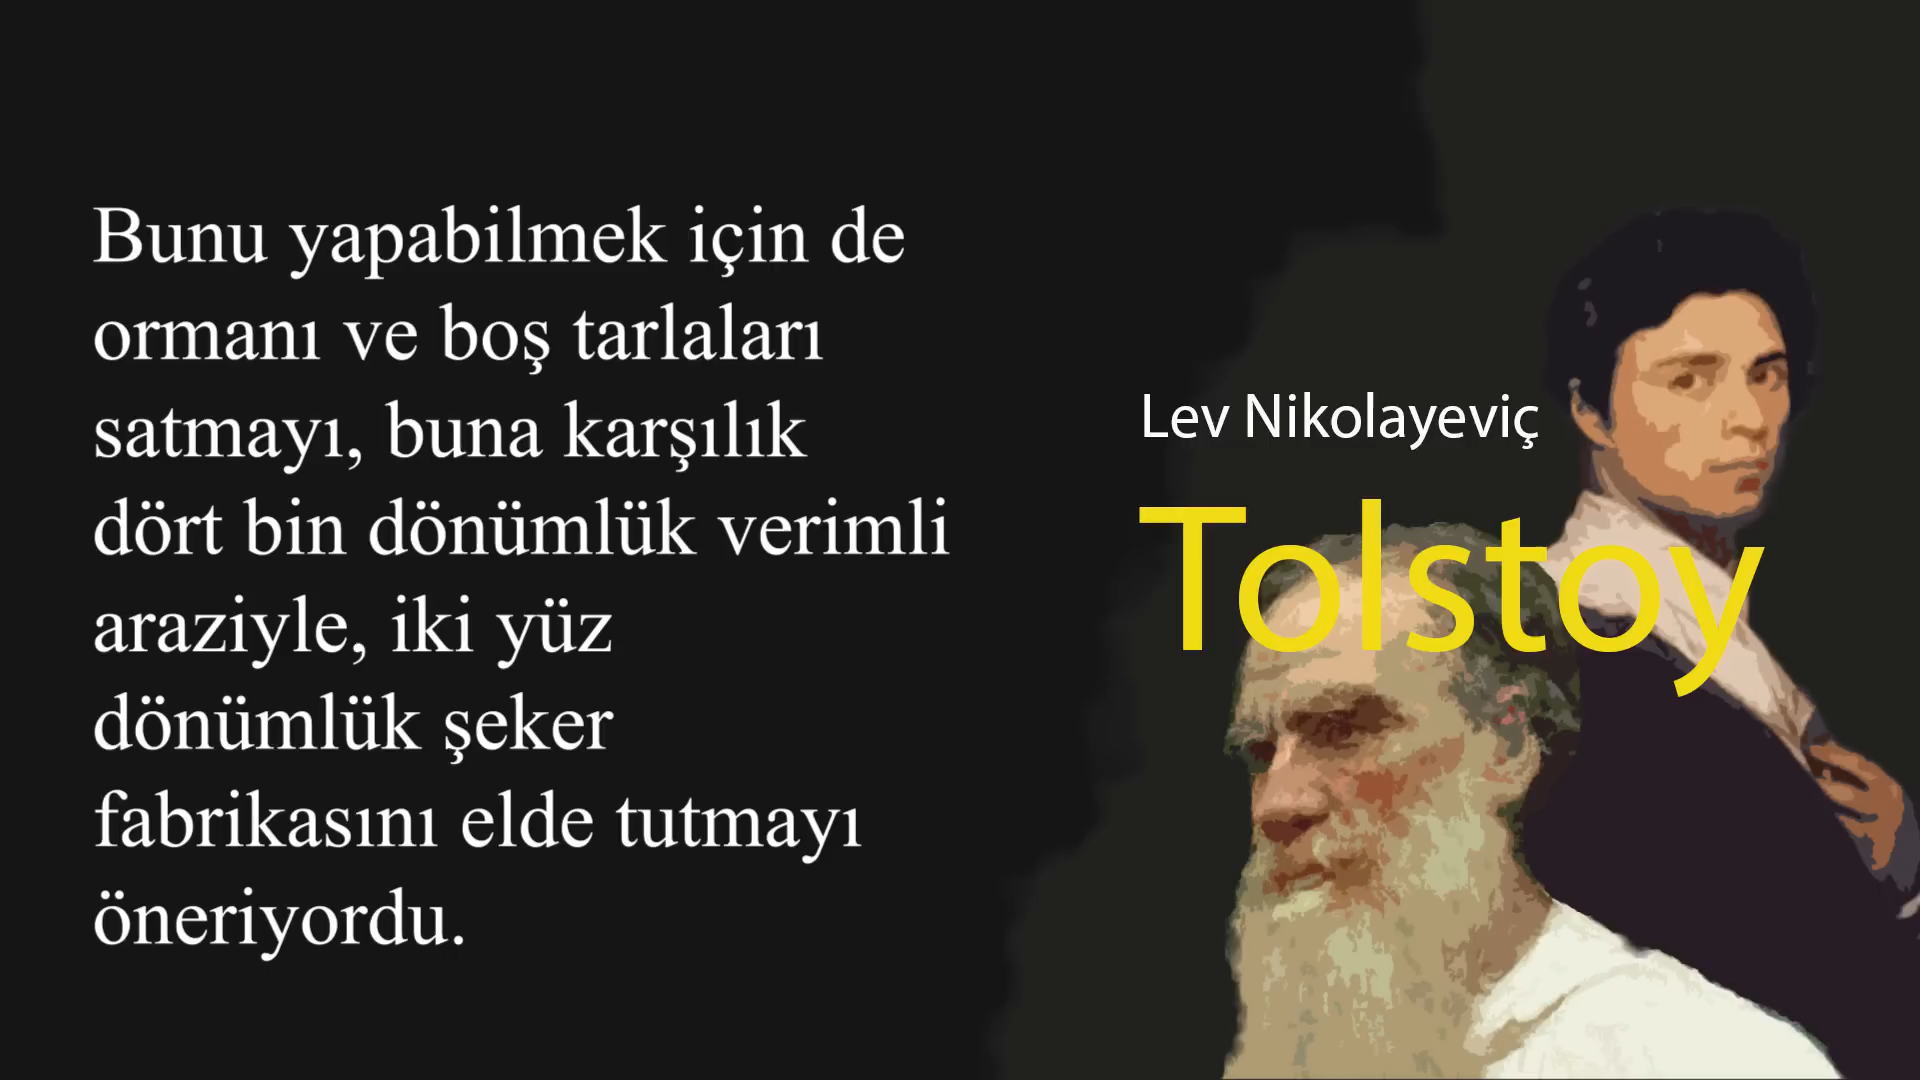 Bunu yapabilmek için de
ormanı ve boş tarlaları
satmayı, buna karşılık
dört bin dönümlük verimli
araziyle, iki yüz
dönümlük şeker
fabrikasını elde tutmayı
öneriyordu.
Lev Nikolayeviç
Tolstoy